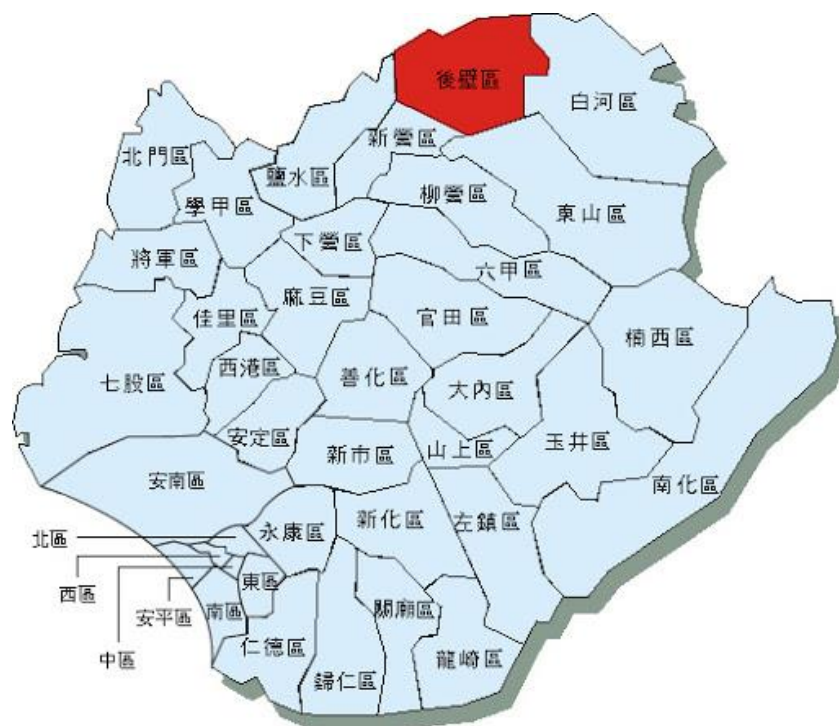 後壁區
白河區
新營區
北門區
鹽水區
柳營區
學甲區
東山區
下營區
將軍區
六甲區
麻豆區
佳里區
官田區
楠西區
西港區
七股區
善化區
大內區
安定區
玉井區
山上區
新市區
安南區
南化區
永康區
新化區
左鎮區
北區
東區
西區
安平區
南區
關廟區
中區
仁德區
龍崎區
歸仁區